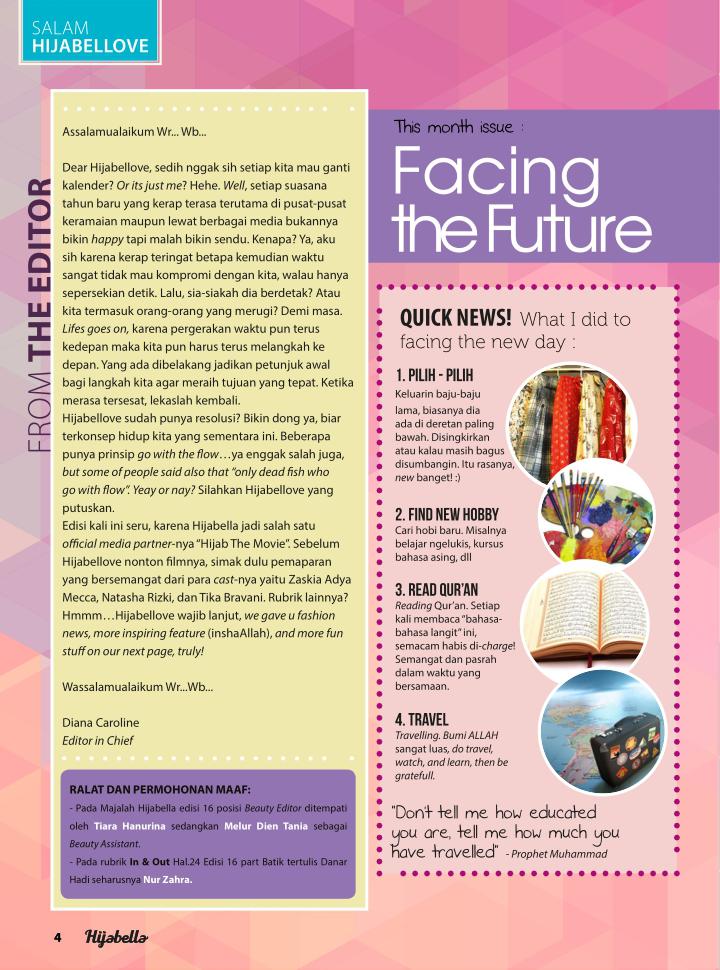 SALAM
HIJABELLOVE
FROM THE EDITOR
Assalamualaikum Wr... Wb...
Dear Hijabellove, sedih nggak sih setiap kita mau ganti
kalender? Or its just me? Hehe. Well, setiap suasana
tahun baru yang kerap terasa terutama di pusat-pusat
keramaian maupun lewat berbagai media bukannya
bikin happy tapi malah bikin sendu. Kenapa? Ya, aku
sih karena kerap teringat betapa kemudian waktu
sangat tidak mau kompromi dengan kita, walau hanya
sepersekian detik. Lalu, sia-siakah dia berdetak? Atau
kita termasuk orang-orang yang merugi? Demi masa.
Lifes goes on, karena pergerakan waktu pun terus
kedepan maka kita pun harus terus melangkah ke
depan. Yang ada dibelakang jadikan petunjuk awal
bagi langkah kita agar meraih tujuan yang tepat. Ketika
merasa tersesat, lekaslah kembali.
Hijabellove sudah punya resolusi? Bikin dong ya, biar
terkonsep hidup kita yang sementara ini. Beberapa
punya prinsip go with the flow…ya enggak salah juga,
but some of people said also that “only dead fish who
go with flow”. Yeay or nay? Silahkan Hijabellove yang
putuskan.
Edisi kali ini seru, karena Hijabella jadi salah satu
official media partner-nya “Hijab The Movie”. Sebelum
Hijabellove nonton filmnya, simak dulu pemaparan
yang bersemangat dari para cast-nya yaitu Zaskia Adya
Mecca, Natasha Rizki, dan Tika Bravani. Rubrik lainnya?
Hmmm…Hijabellove wajib lanjut, we gave u fashion
news, more inspiring feature (inshaAllah), and more fun
stuff on our next page, truly!
Wassalamualaikum Wr...Wb...
Diana Caroline
Editor in Chief
RALAT DAN PERMOHONAN MAAF:
- Pada Majalah Hijabella edisi 16 posisi Beauty Editor ditempati
oleh Tiara Hanurina sedangkan Melur Dien Tania sebagai
Beauty Assistant.
- Pada rubrik In & Out Hal.24 Edisi 16 part Batik tertulis Danar
Hadi seharusnya Nur Zahra.
This month issue :
Facing
the Future
QUICK NEWS! What I did to
facing the new day :
1. PILIH - PILIH
Keluarin baju-baju
lama, biasanya dia
ada di deretan paling
bawah. Disingkirkan
atau kalau masih bagus
disumbangin. Itu rasanya,
new banget! :)
2. FIND NEW HOBBY
Cari hobi baru. Misalnya
belajar ngelukis, kursus
bahasa asing, dll
3. READ QUR’AN
Reading Qur’an. Setiap
kali membaca “bahasa-
bahasa langit” ini,
semacam habis di-charge!
Semangat dan pasrah
dalam waktu yang
bersamaan.
4. TRAVEL
Travelling. Bumi ALLAH
sangat luas, do travel,
watch, and learn, then be
gratefull.
“Don’t tell me how educated
you are, tell me how much you
have travelled” - Prophet Muhammad
4 Hijabella